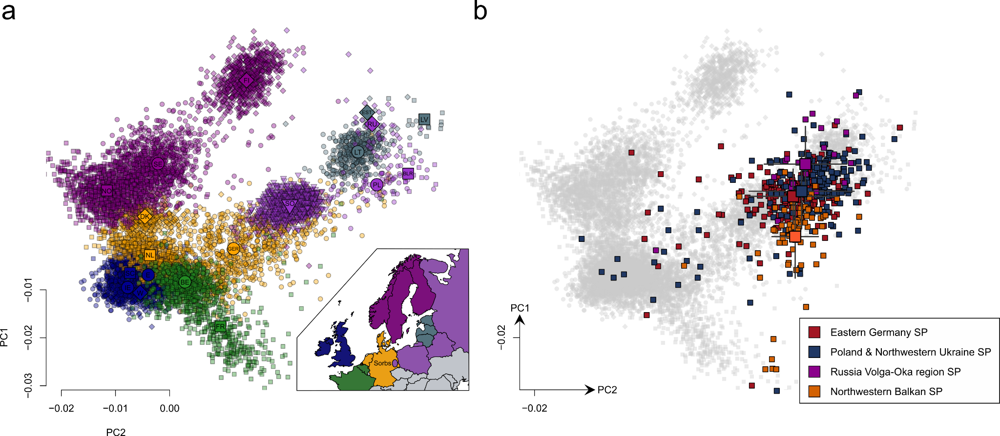 a
b
FI
EST
RU
LV
LT
SE
BLR
PL
NO
SO
DK
GER
NL
SC
E
BE
IE
W
FR
Sorbs
PC1
−0.01
−0.02
−0.03
−0.02
−0.01
0.00
PC2
PC1
−0.02
PC2
−0.02
Eastern Germany SP
Poland & Northwestern Ukraine SP
Russia Volga-Oka region SP
Northwestern Balkan SP